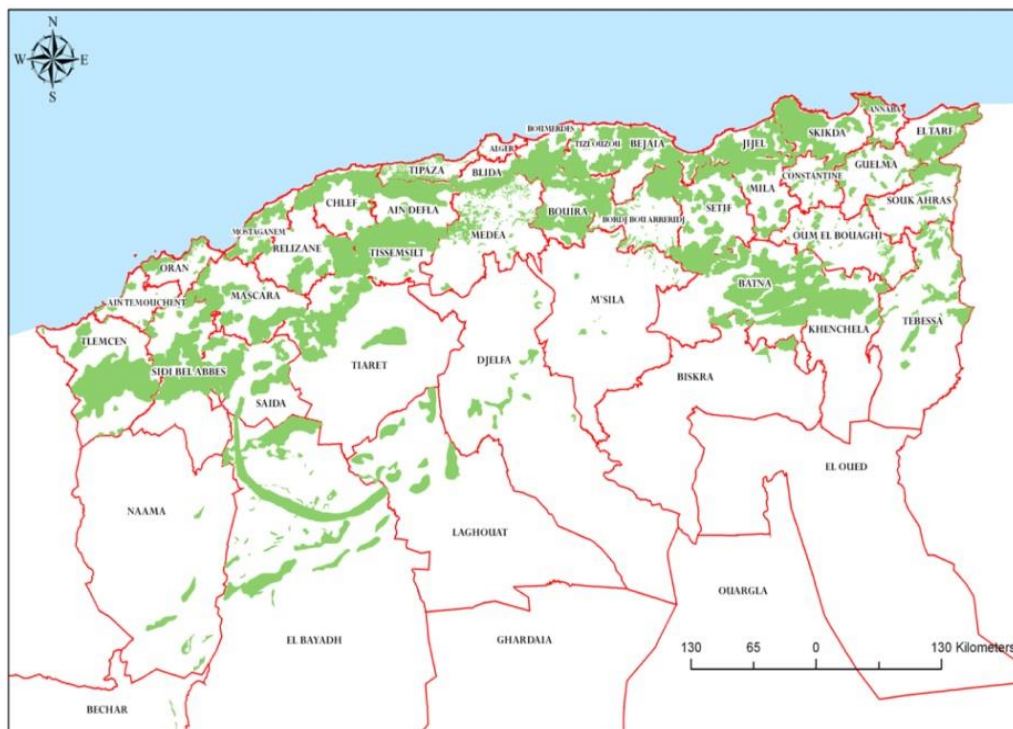 N
W E
S
ANNABA
BOUMERDES
SKIKDA
EL TARF
ALGER
TIZI OUZOU
BEJAIA
JIJEL
GUELMA
TIPAZA
BLIDA
CONSTANTINE
MILA
CHLEF
AIN DEFLA
SETIF
SOUK AHRAS
BOUIRA
BORDJ BOU ARRERIDJ
MOSTAGANEM
MEDEA
OUM EL BOUAGHI
RELIZANE
TISSEMSILT
ORAN
BATNA
MASCARA
M'SILA
AIN TEMOUCHENT
TEBESSA
KHENCHELA
TLEMCEN
DJELFA
TIARET
SIDI BEL ABBES
BISKRA
SAIDA
EL OUED
NAAMA
LAGHOUAT
OUARGLA
EL BAYADH
GHARDAIA
130 65 0 130 Kilometers
BECHAR